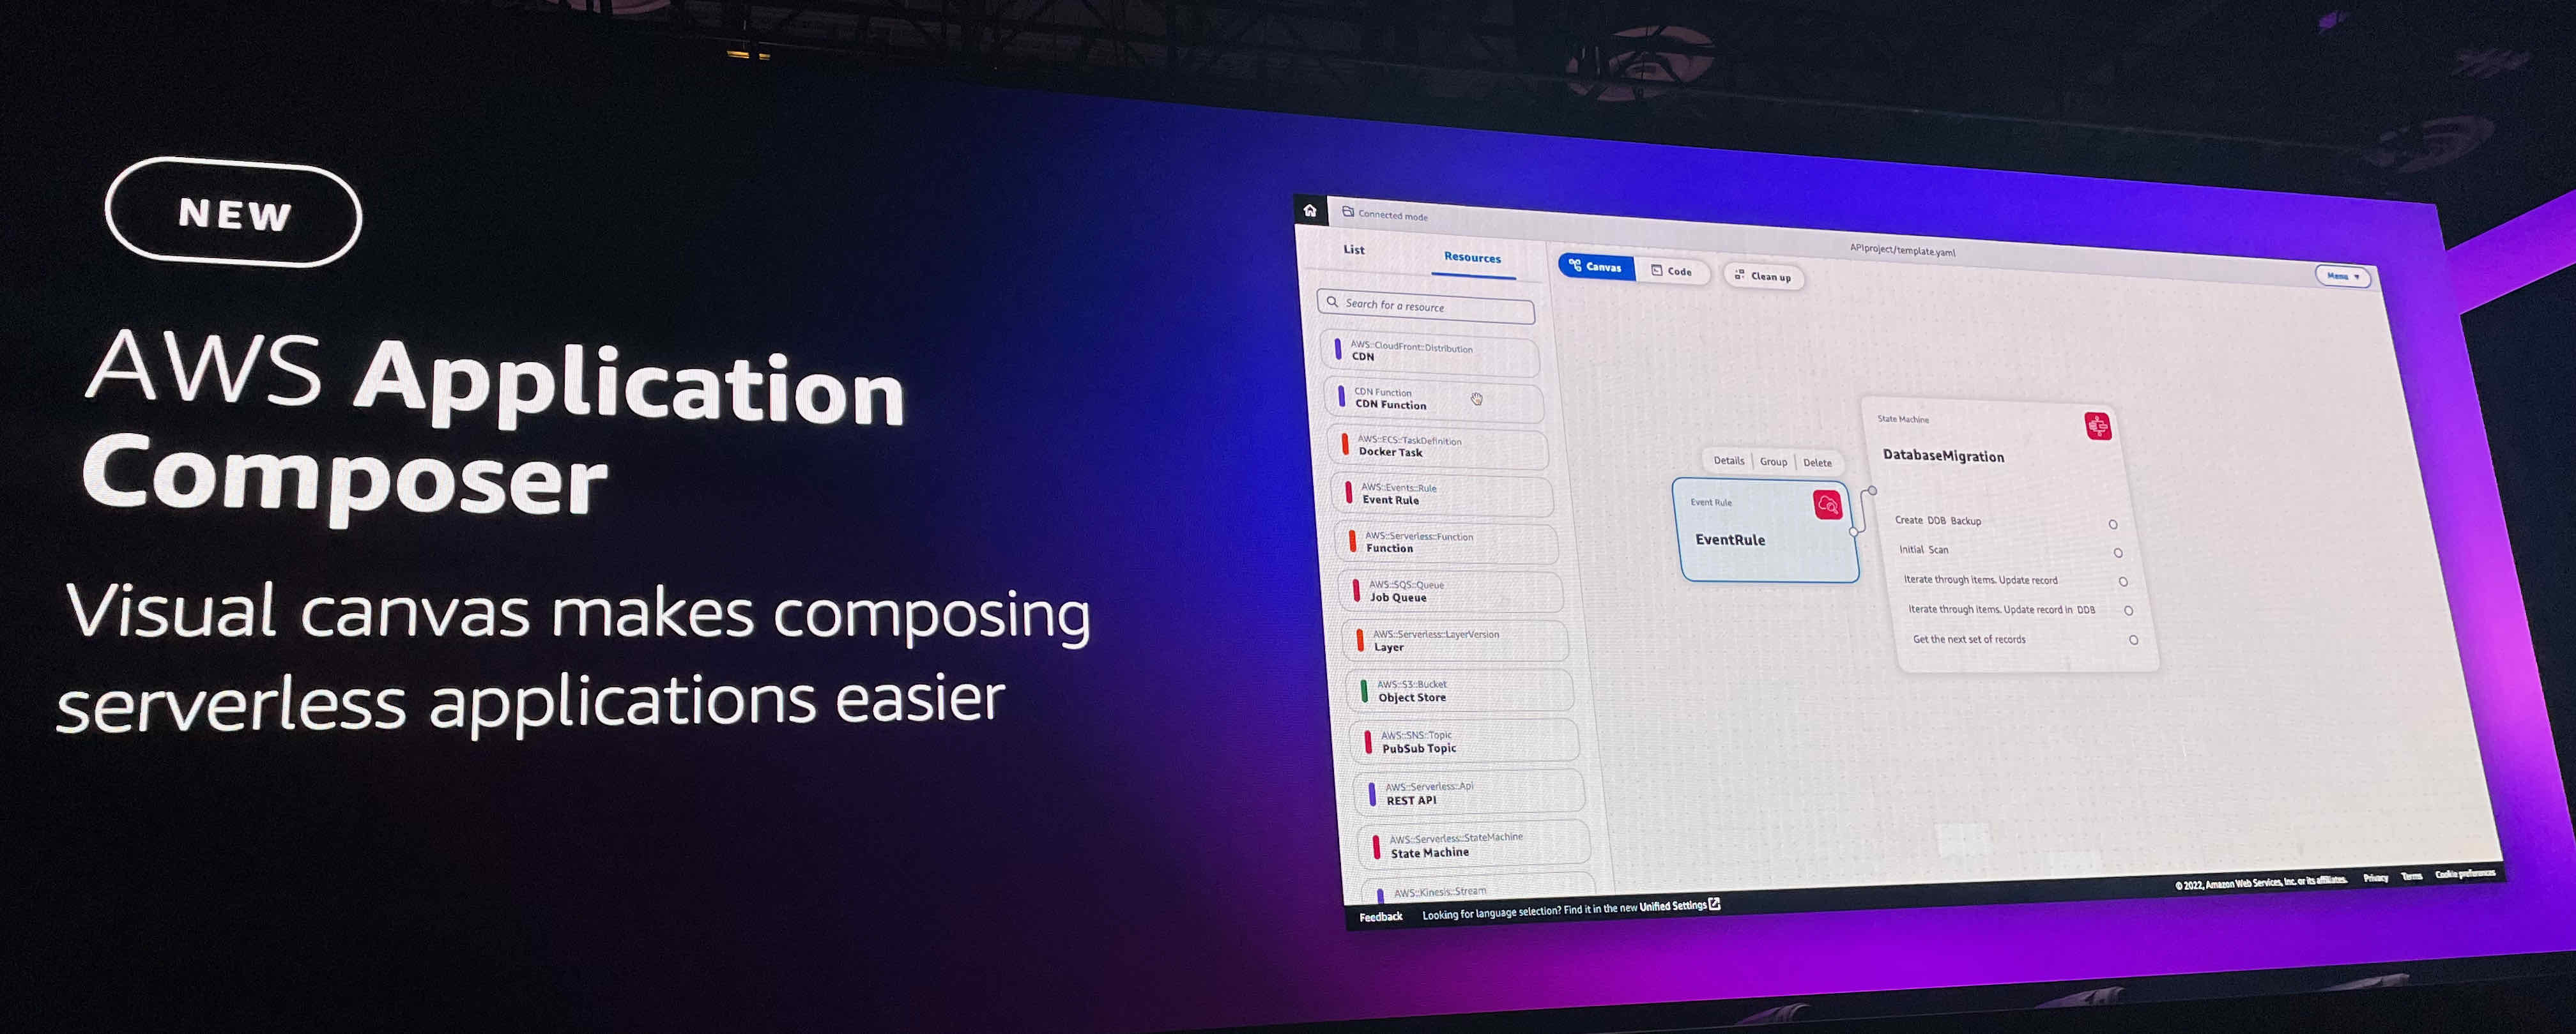 NEW
AWS Application
Composer
Visual canvas makes composing
serverless applications easier
Connected mode
APIproject/template.yaml
Menu
List
Resources
Canvas
Code
Clean up
Search for a resource
AWS::CloudFront::Distribution
CDN
CDN Function
CDN Function
AWS::ECS::TaskDefinition
Docker Task
AWS::Events::Rule
Event Rule
AWS::Serverless::Function
Function
AWS::SQS::Queue
Job Queue
AWS::Serverless::LayerVersion
Layer
AWS::S3::Bucket
Object Store
AWS::SNS::Topic
PubSub Topic
AWS::Serverless::Api
REST API
AWS::Serverless::StateMachine
State Machine
AWS::Kinesis::Stream
Details
Group
Delete
Event Rule
EventRule
State Machine
DatabaseMigration
Create DDB Backup
Initial Scan
Iterate through items. Update record
Iterate through items. Update record in DDB
Get the next set of records
Feedback
Looking for language selection? Find it in the new Unified Settings
© 2022, Amazon Web Services, Inc. or its affiliates.
Privacy
Terms
Cookie preferences